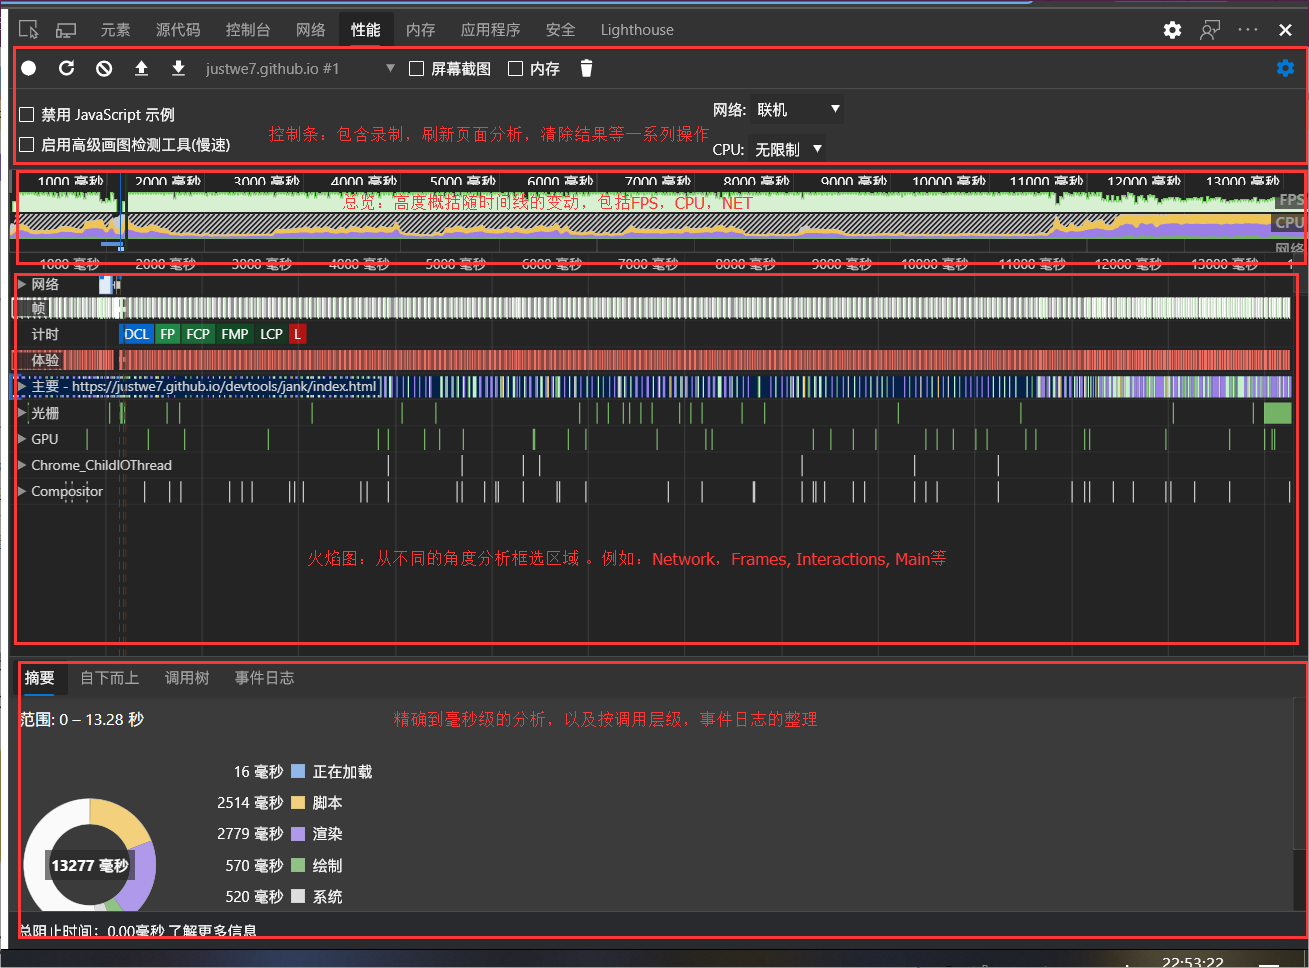 元素 源代码 控制台 网络 性能 内存 应用程序 安全 Lighthouse
justwe7.github.io #1 屏幕截图 内存
禁用 JavaScript 示例 网络: 联机
启用高级画图检测工具(慢速) 控制条：包含录制，刷新页面分析，清除结果等一系列操作 CPU: 无限制
1000 毫秒 2000 毫秒 3000 毫秒 4000 毫秒 5000 毫秒 6000 毫秒 7000 毫秒 8000 毫秒 9000 毫秒 10000 毫秒 11000 毫秒 12000 毫秒 13000 毫秒
总览：高度概括随时间线的变动，包括FPS，CPU，NET FPS
CPU
网络
1000 毫秒 2000 毫秒 3000 毫秒 4000 毫秒 5000 毫秒 6000 毫秒 7000 毫秒 8000 毫秒 9000 毫秒 10000 毫秒 11000 毫秒 12000 毫秒 13000 毫秒
网络
帧
计时 DCL FP FCP FMP LCP L
体验
主要 – https://justwe7.github.io/devtools/jank/index.html
光栅
GPU
Chrome_ChildIOThread
Compositor
火焰图：从不同的角度分析框选区域 。例如：Network，Frames, Interactions, Main等
摘要 自下而上 调用树 事件日志
范围: 0 – 13.28 秒 精确到毫秒级的分析，以及按调用层级，事件日志的整理
16 毫秒 正在加载
2514 毫秒 脚本
2779 毫秒 渲染
13277 毫秒 570 毫秒 绘制
520 毫秒 系统
总阻止时间：0.00毫秒 了解更多信息
22:53:22